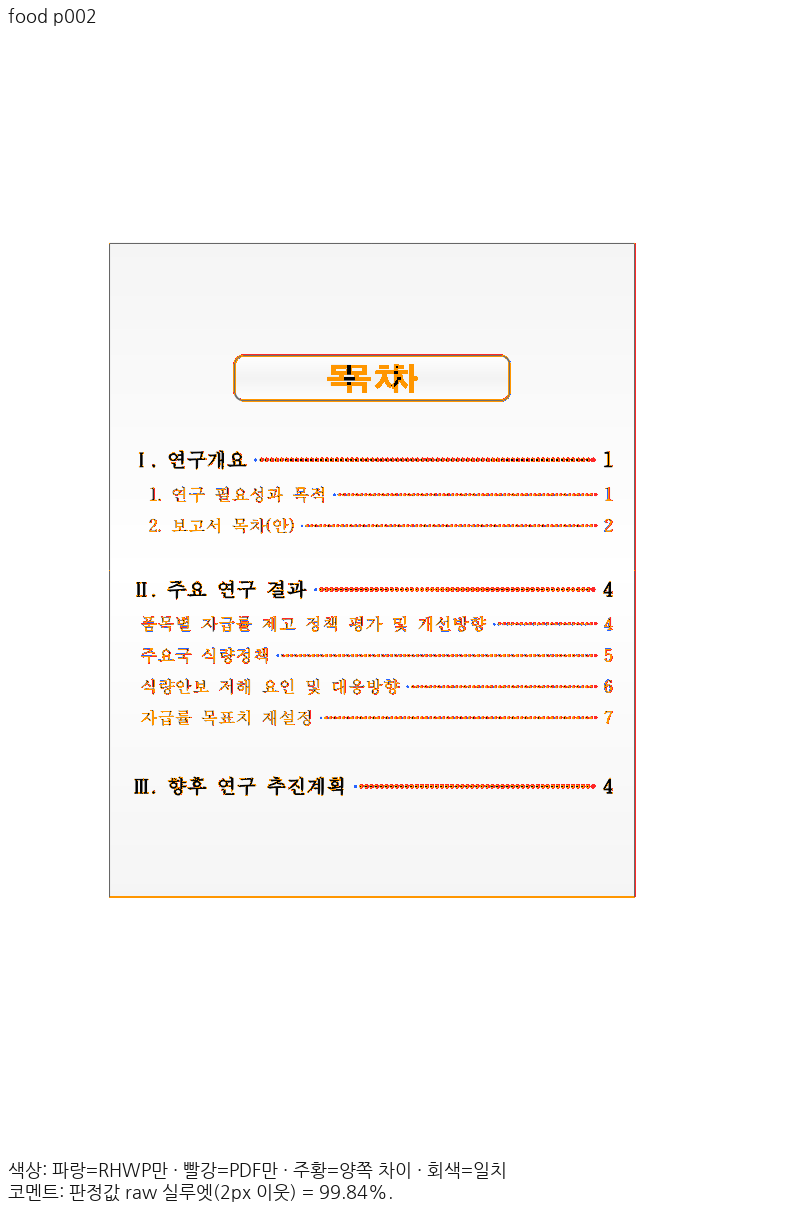 food p002
목차
Ⅰ. 연구개요 1
1. 연구 필요성과 목적 1
2. 보고서 목차(안) 2
Ⅱ. 주요 연구 결과 4
품목별 자급률 제고 정책 평가 및 개선방향 4
주요국 식량정책 5
식량안보 저해 요인 및 대응방향 6
자급률 목표치 재설정 7
Ⅲ. 향후 연구 추진계획 4
색상: 파랑=RHWP만 · 빨강=PDF만 · 주황=양쪽 차이 · 회색=일치
코멘트: 판정값 raw 실루엣(2px 이웃) = 99.84%.